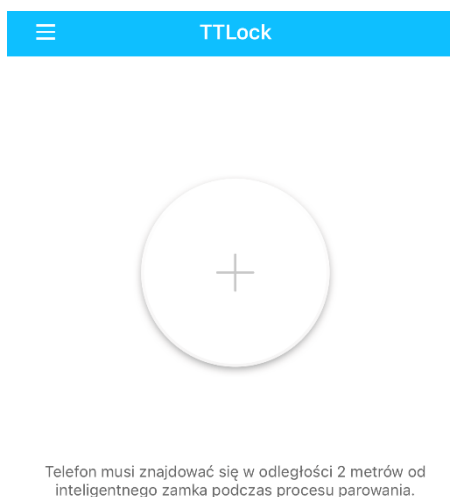 TTLock
Telefon musi znajdować się w odległości 2 metrów od
inteligentnego zamka podczas procesu parowania.